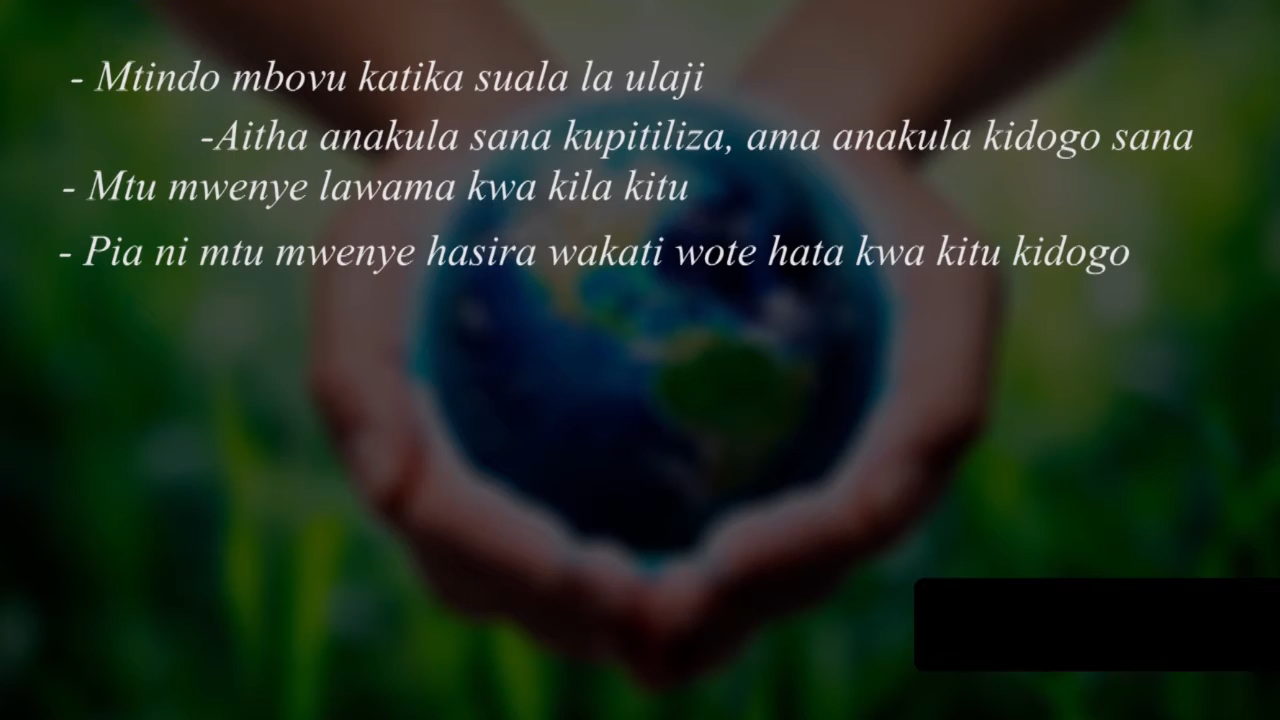 - Mtindo mbovu katika suala la ulaji
-Aitha anakula sana kupitiliza, ama anakula kidogo sana
- Mtu mwenye lawama kwa kila kitu
- Pia ni mtu mwenye hasira wakati wote hata kwa kitu kidogo